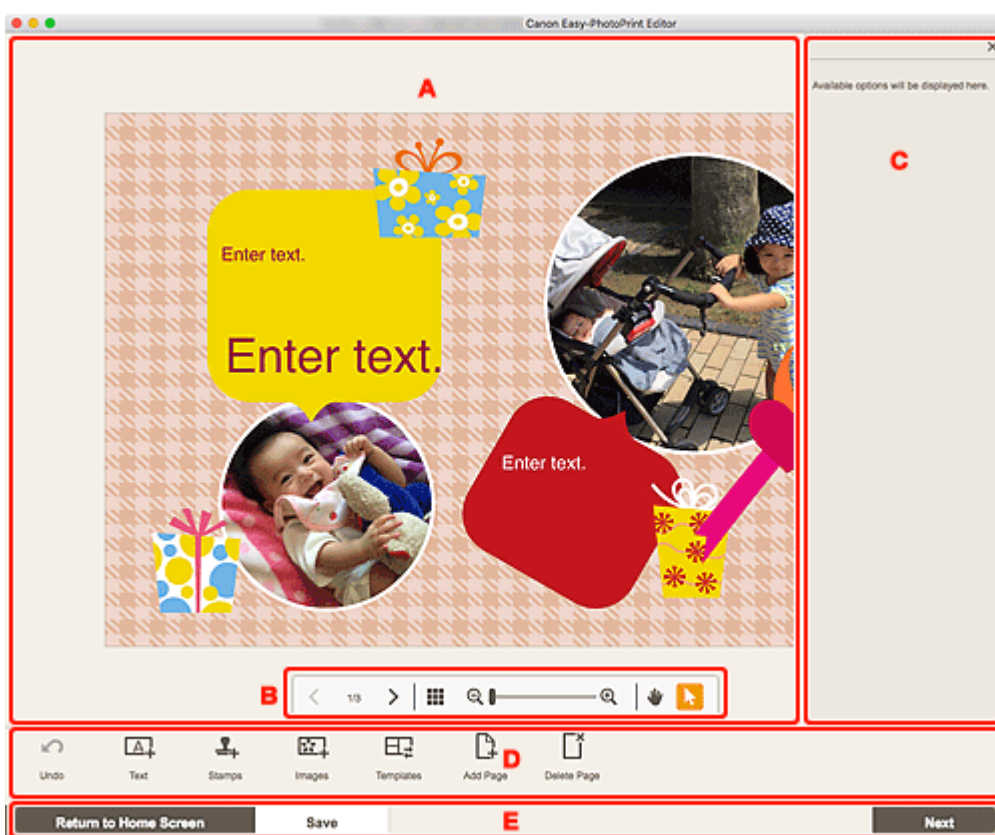 Canon Easy-PhotoPrint Editor
A
Available options will be displayed here.
C
Enter text.
Enter text.
Enter text.
B
1/3
D
Undo
Text
Stamps
Images
Templates
Add Page
Delete Page
Return to Home Screen
Save
E
Next